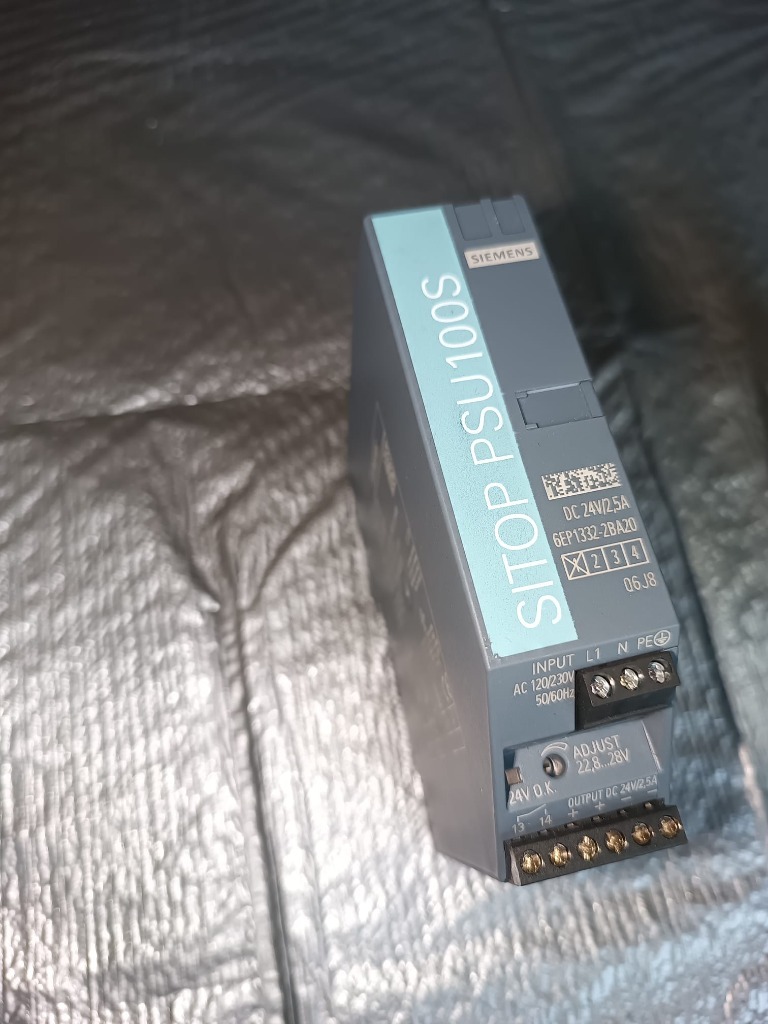 SIEMENS
SITOP PSU100S
DC 24V/2,5A
6EP1332-2BA20
X 2 3 4
Q6J8
INPUT L1 N PE
AC 120/230V
50/60Hz
ADJUST
22,8...28V
24V O.K.
OUTPUT DC 24V/2,5A
13 14 + + - -